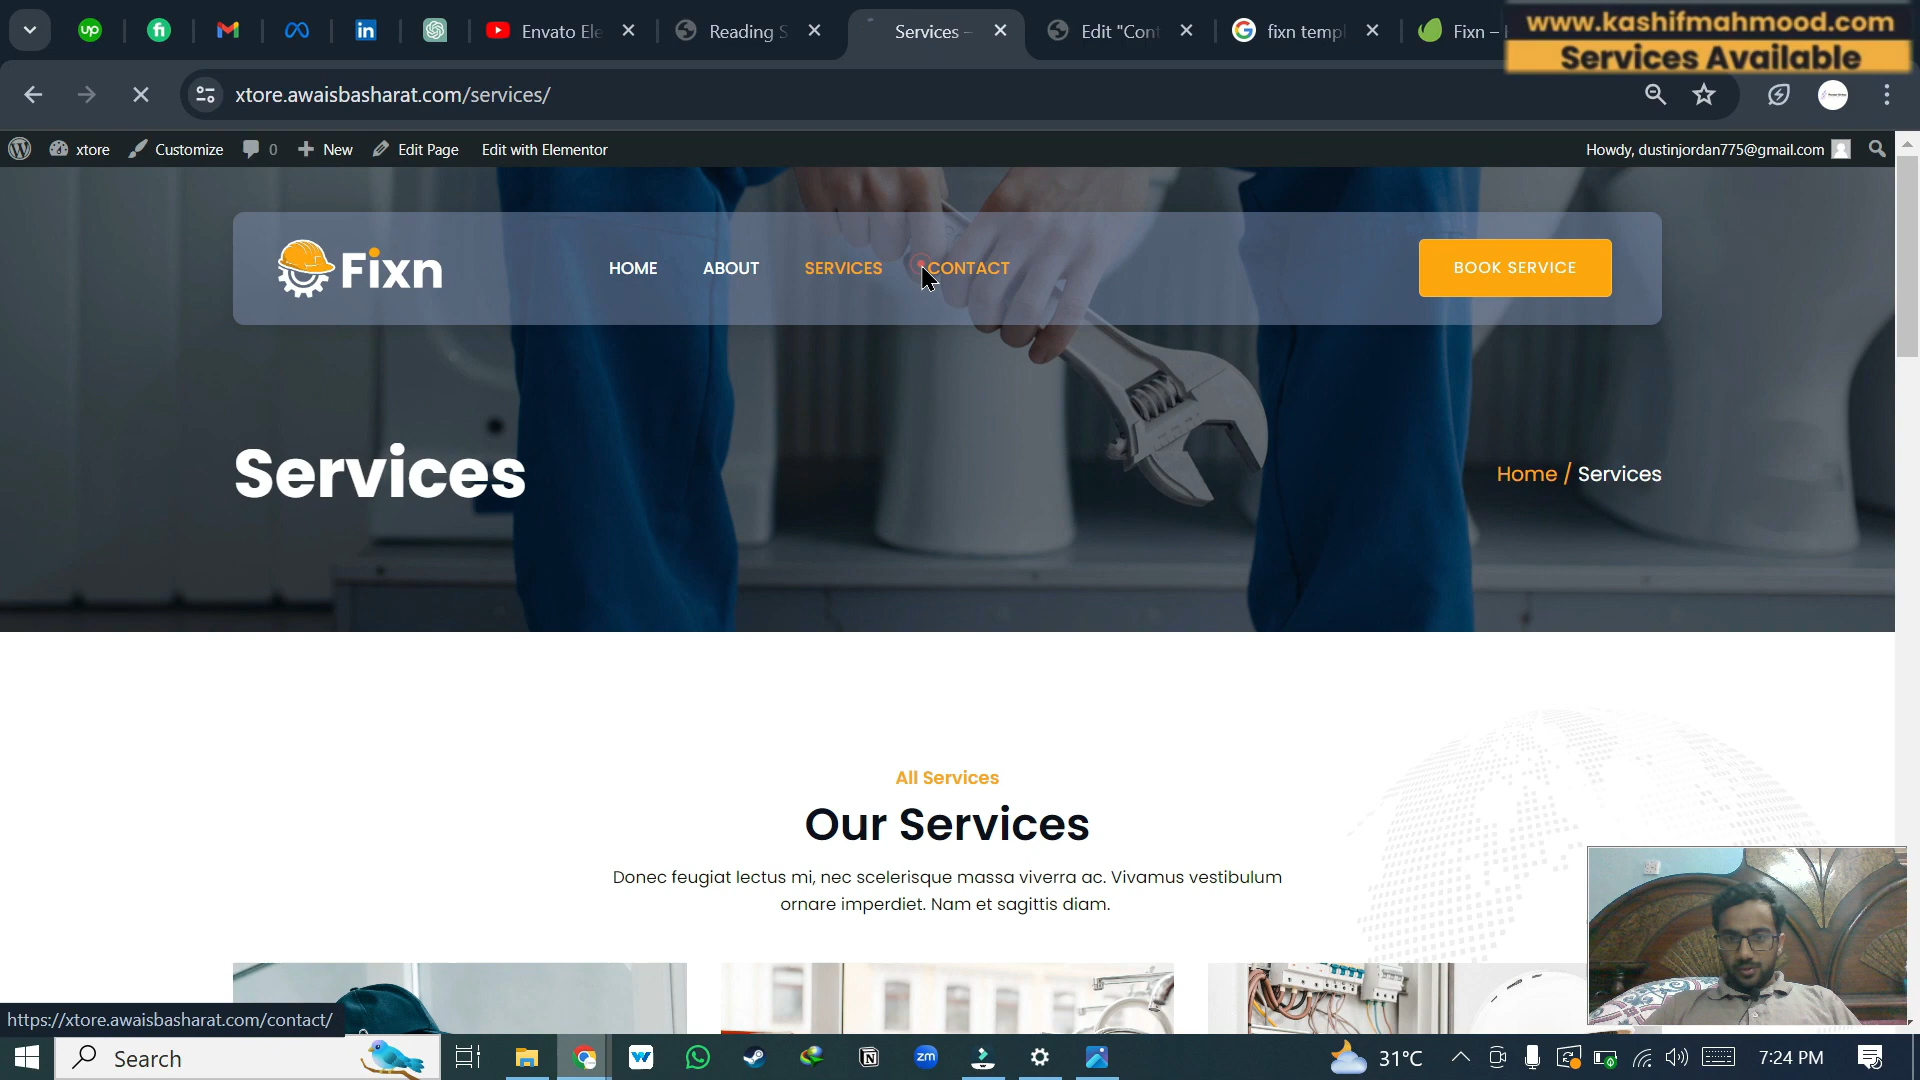 Envato Ele
Reading S
Services –
Edit "Cont
fixn templ
Fixn –
www.kashifmahmood.com
Services Available
xtore.awaisbasharat.com/services/
xtore
Customize
0
New
Edit Page
Edit with Elementor
Howdy, dustinjordan775@gmail.com
Fixn
HOME
ABOUT
SERVICES
CONTACT
BOOK SERVICE
Services
Home / Services
All Services
Our Services
Donec feugiat lectus mi, nec scelerisque massa viverra ac. Vivamus vestibulum
ornare imperdiet. Nam et sagittis diam.
https://xtore.awaisbasharat.com/contact/
Search
31°C
7:24 PM